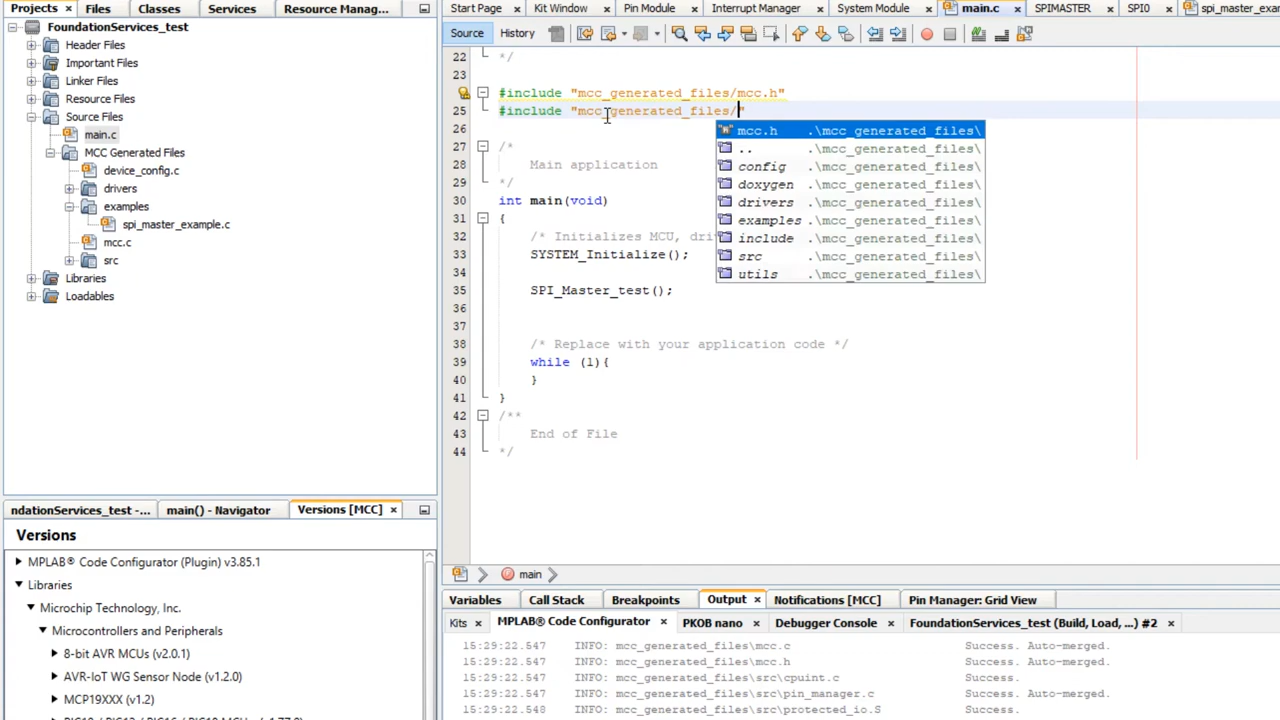 Projects × Files Classes Services Resource Manag...
FoundationServices_test
Header Files
Important Files
Linker Files
Resource Files
Source Files
main.c
MCC Generated Files
device_config.c
drivers
examples
spi_master_example.c
mcc.c
src
Libraries
Loadables
ndationServices_test -... main() - Navigator Versions [MCC] ×
Versions
MPLAB® Code Configurator (Plugin) v3.85.1
Libraries
Microchip Technology, Inc.
Microcontrollers and Peripherals
8-bit AVR MCUs (v2.0.1)
AVR-IoT WG Sensor Node (v1.2.0)
MCP19XXX (v1.2)
Start Page × Kit Window × Pin Module × Interrupt Manager × System Module × main.c × SPIMASTER × SPI0 × spi_master_exa
Source History
22 */
23
24 #include "mcc_generated_files/mcc.h"
25 #include "mcc_generated_files/"
mcc.h .\mcc_generated_files\
.. .\mcc_generated_files\
config .\mcc_generated_files\
doxygen .\mcc_generated_files\
drivers .\mcc_generated_files\
examples .\mcc_generated_files\
include .\mcc_generated_files\
src .\mcc_generated_files\
utils .\mcc_generated_files\
26
27 /*
28 Main application
29 */
30 int main(void)
31 {
32 /* Initializes MCU, dri
33 SYSTEM_Initialize();
34
35 SPI_Master_test();
36
37
38 /* Replace with your application code */
39 while (1){
40 }
41 }
42 /**
43 End of File
44 */
main
Variables Call Stack Breakpoints Output × Notifications [MCC] Pin Manager: Grid View
Kits × MPLAB® Code Configurator × PKOB nano × Debugger Console × FoundationServices_test (Build, Load, ...) #2 ×
15:29:22.547 INFO: mcc_generated_files\mcc.c Success. Auto-merged.
15:29:22.547 INFO: mcc_generated_files\mcc.h Success. Auto-merged.
15:29:22.547 INFO: mcc_generated_files\src\cpuint.c Success.
15:29:22.547 INFO: mcc_generated_files\src\pin_manager.c Success. Auto-merged.
15:29:22.548 INFO: mcc_generated_files\src\protected_io.S Success.